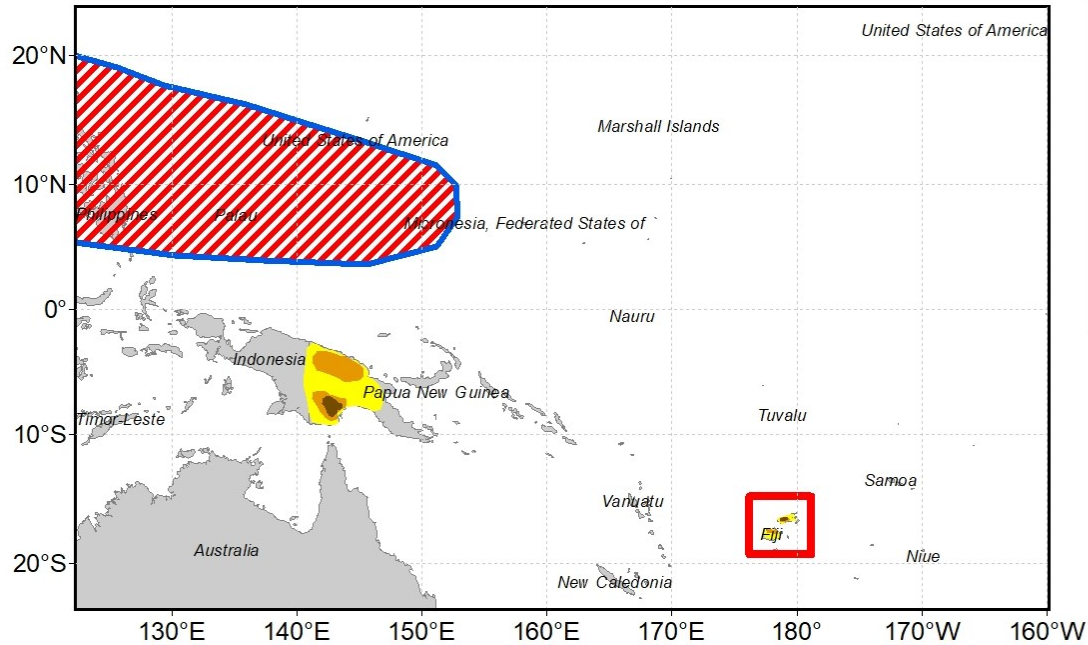 United States of America
20°N
Marshall Islands
United States of America
10°N
Philippines
Palau
Micronesia, Federated States of
0°
Nauru
Indonesia
Papua New Guinea
Tuvalu
Timor-Leste
10°S
Samoa
Vanuatu
Fiji
Australia
Niue
20°S
New Caledonia
130°E 140°E 150°E 160°E 170°E 180° 170°W 160°W